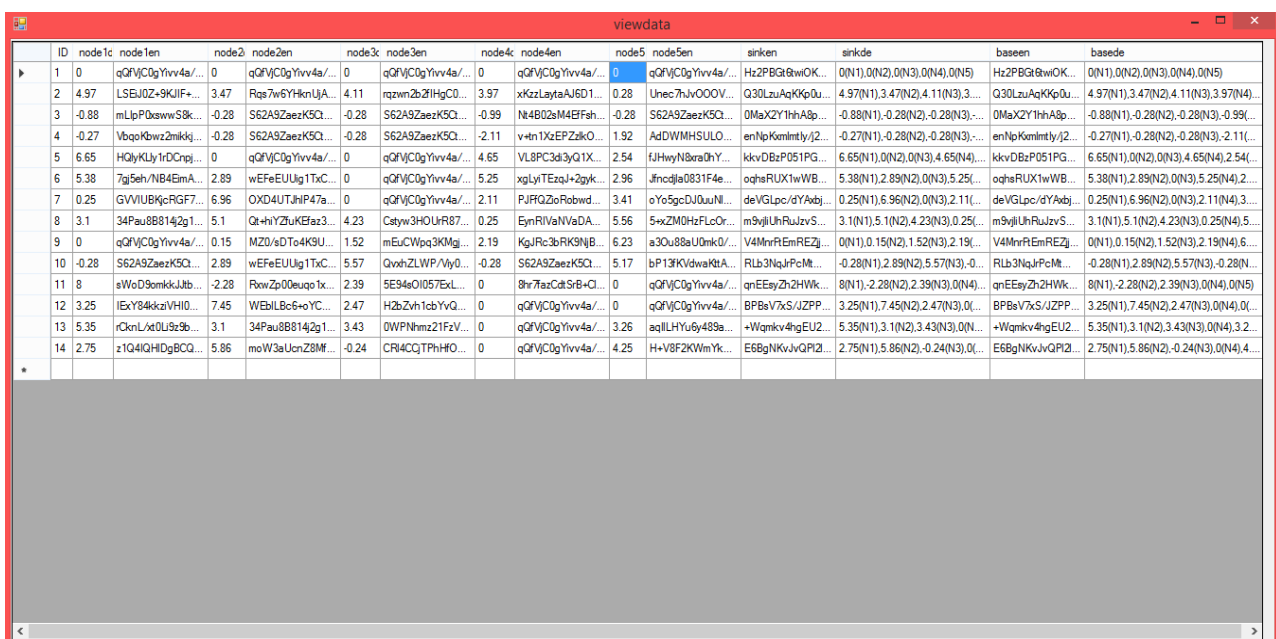 viewdata
ID node1c node1en node2 node2en node3c node3en node4c node4en node5 node5en sinken sinkde baseen basede
1 0 qQfVjC0gYivv4a/... 0 qQfVjC0gYivv4a/... 0 qQfVjC0gYivv4a/... 0 qQfVjC0gYivv4a/... 0 qQfVjC0gYivv4a/... Hz2PBGt6twiOK... 0(N1),0(N2),0(N3),0(N4),0(N5) Hz2PBGt6twiOK... 0(N1),0(N2),0(N3),0(N4),0(N5)
2 4.97 LSEiJ0Z+9KJIF+... 3.47 Rqs7w6YHknUjA... 4.11 rqzwn2b2flHgC0... 3.97 xKzzLaytaAJ6D1... 0.28 Unec7hJvOOOV... Q30LzuAqKKp0u... 4.97(N1),3.47(N2),4.11(N3),3.... Q30LzuAqKKp0u... 4.97(N1),3.47(N2),4.11(N3),3.97(N4)...
3 -0.88 mLIpP0xswwS8k... -0.28 S62A9ZaezK5Ct... -0.28 S62A9ZaezK5Ct... -0.99 Nt4B02sM4EfFsh... -0.28 S62A9ZaezK5Ct... 0MaX2Y1hhA8p... -0.88(N1),-0.28(N2),-0.28(N3),-... 0MaX2Y1hhA8p... -0.88(N1),-0.28(N2),-0.28(N3),-0.99(...
4 -0.27 VbqoKbwz2mikkj... -0.28 S62A9ZaezK5Ct... -0.28 S62A9ZaezK5Ct... -2.11 v+tn1XzEPZzlkO... 1.92 AdDWMHSULO... enNpKxmlmtly/j2... -0.27(N1),-0.28(N2),-0.28(N3),-... enNpKxmlmtly/j2... -0.27(N1),-0.28(N2),-0.28(N3),-2.11(...
5 6.65 HQlyKLly1rDCnpj... 0 qQfVjC0gYivv4a/... 0 qQfVjC0gYivv4a/... 4.65 VL8PC3di3yQ1X... 2.54 fJHwyN8xra0hY... kkvDBzP051PG... 6.65(N1),0(N2),0(N3),4.65(N4),... kkvDBzP051PG... 6.65(N1),0(N2),0(N3),4.65(N4),2.54(...
6 5.38 7gj5eh/NB4EimA... 2.89 wEFeEUUig1TxC... 0 qQfVjC0gYivv4a/... 5.25 xgLyiTEzqJ+2gyk... 2.96 Jfncdjla0831F4e... oqhsRUX1wWB... 5.38(N1),2.89(N2),0(N3),5.25(... oqhsRUX1wWB... 5.38(N1),2.89(N2),0(N3),5.25(N4),2....
7 0.25 GVVIUBKjcRGF7... 6.96 OXD4UTJhIP47a... 0 qQfVjC0gYivv4a/... 2.11 PJFfQZioRobwd... 3.41 oYo5gcDJ0uuNl... deVGLpc/dYAxbj... 0.25(N1),6.96(N2),0(N3),2.11(... deVGLpc/dYAxbj... 0.25(N1),6.96(N2),0(N3),2.11(N4),3....
8 3.1 34Pau8B814j2g1... 5.1 Qt+hiYZfuKEfaz3... 4.23 Cstyw3HOUrR87... 0.25 EynRIVaNVaDA... 5.56 5+xZM0HzFLcOr... m9vjliUhRuJzvS... 3.1(N1),5.1(N2),4.23(N3),0.25(... m9vjliUhRuJzvS... 3.1(N1),5.1(N2),4.23(N3),0.25(N4),5....
9 0 qQfVjC0gYivv4a/... 0.15 MZ0/sDTo4K9U... 1.52 mEuCWpq3KMgj... 2.19 KgJRc3bRK9NjB... 6.23 a3Ou88aU0mk0/... V4MnrFtEmREZjj... 0(N1),0.15(N2),1.52(N3),2.19(... V4MnrFtEmREZjj... 0(N1),0.15(N2),1.52(N3),2.19(N4),6....
10 -0.28 S62A9ZaezK5Ct... 2.89 wEFeEUUig1TxC... 5.57 QvxhZLWP/Viy0... -0.28 S62A9ZaezK5Ct... 5.17 bP13fKVdwaKttA... RLb3NqJrPcMt... -0.28(N1),2.89(N2),5.57(N3),-0... RLb3NqJrPcMt... -0.28(N1),2.89(N2),5.57(N3),-0.28(N...
11 8 sWoD9omkkJJtb... -2.28 RxwZp00euqo1x... 2.39 5E94sOI057ExL... 0 8hr7fazCdtSrB+Cl... 0 qQfVjC0gYivv4a/... qnEEsyZh2HWk... 8(N1),-2.28(N2),2.39(N3),0(N4)... qnEEsyZh2HWk... 8(N1),-2.28(N2),2.39(N3),0(N4),0(N5)
12 3.25 IExY84kkziVHI0... 7.45 WEbILBc6+oYC... 2.47 H2bZvh1cbYvQ... 0 qQfVjC0gYivv4a/... 0 qQfVjC0gYivv4a/... BPBsV7xS/JZPP... 3.25(N1),7.45(N2),2.47(N3),0(... BPBsV7xS/JZPP... 3.25(N1),7.45(N2),2.47(N3),0(N4),0(...
13 5.35 rCknL/xt0Li9z9b... 3.1 34Pau8B814j2g1... 3.43 0WPNhmz21FzV... 0 qQfVjC0gYivv4a/... 3.26 aqIlLHYu6y489a... +Wqmkv4hgEU2... 5.35(N1),3.1(N2),3.43(N3),0(N... +Wqmkv4hgEU2... 5.35(N1),3.1(N2),3.43(N3),0(N4),3.2...
14 2.75 z1Q4lQHIDgBCQ... 5.86 moW3aUcnZ8Mf... -0.24 CRl4CCjTPhHfO... 0 qQfVjC0gYivv4a/... 4.25 H+V8F2KWmYk... E6BgNKvJvQPl2l... 2.75(N1),5.86(N2),-0.24(N3),0(... E6BgNKvJvQPl2l... 2.75(N1),5.86(N2),-0.24(N3),0(N4),4....